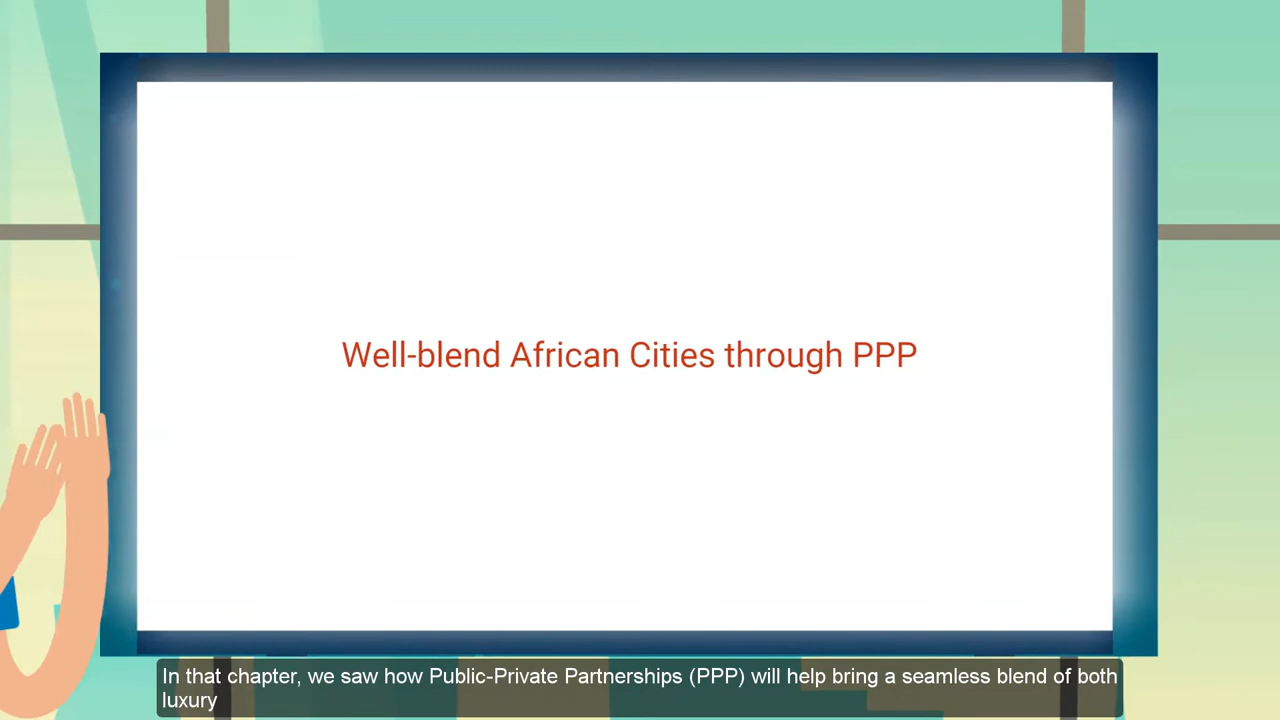 Well-blend African Cities through PPP
In that chapter, we saw how Public-Private Partnerships (PPP) will help bring a seamless blend of both
luxury